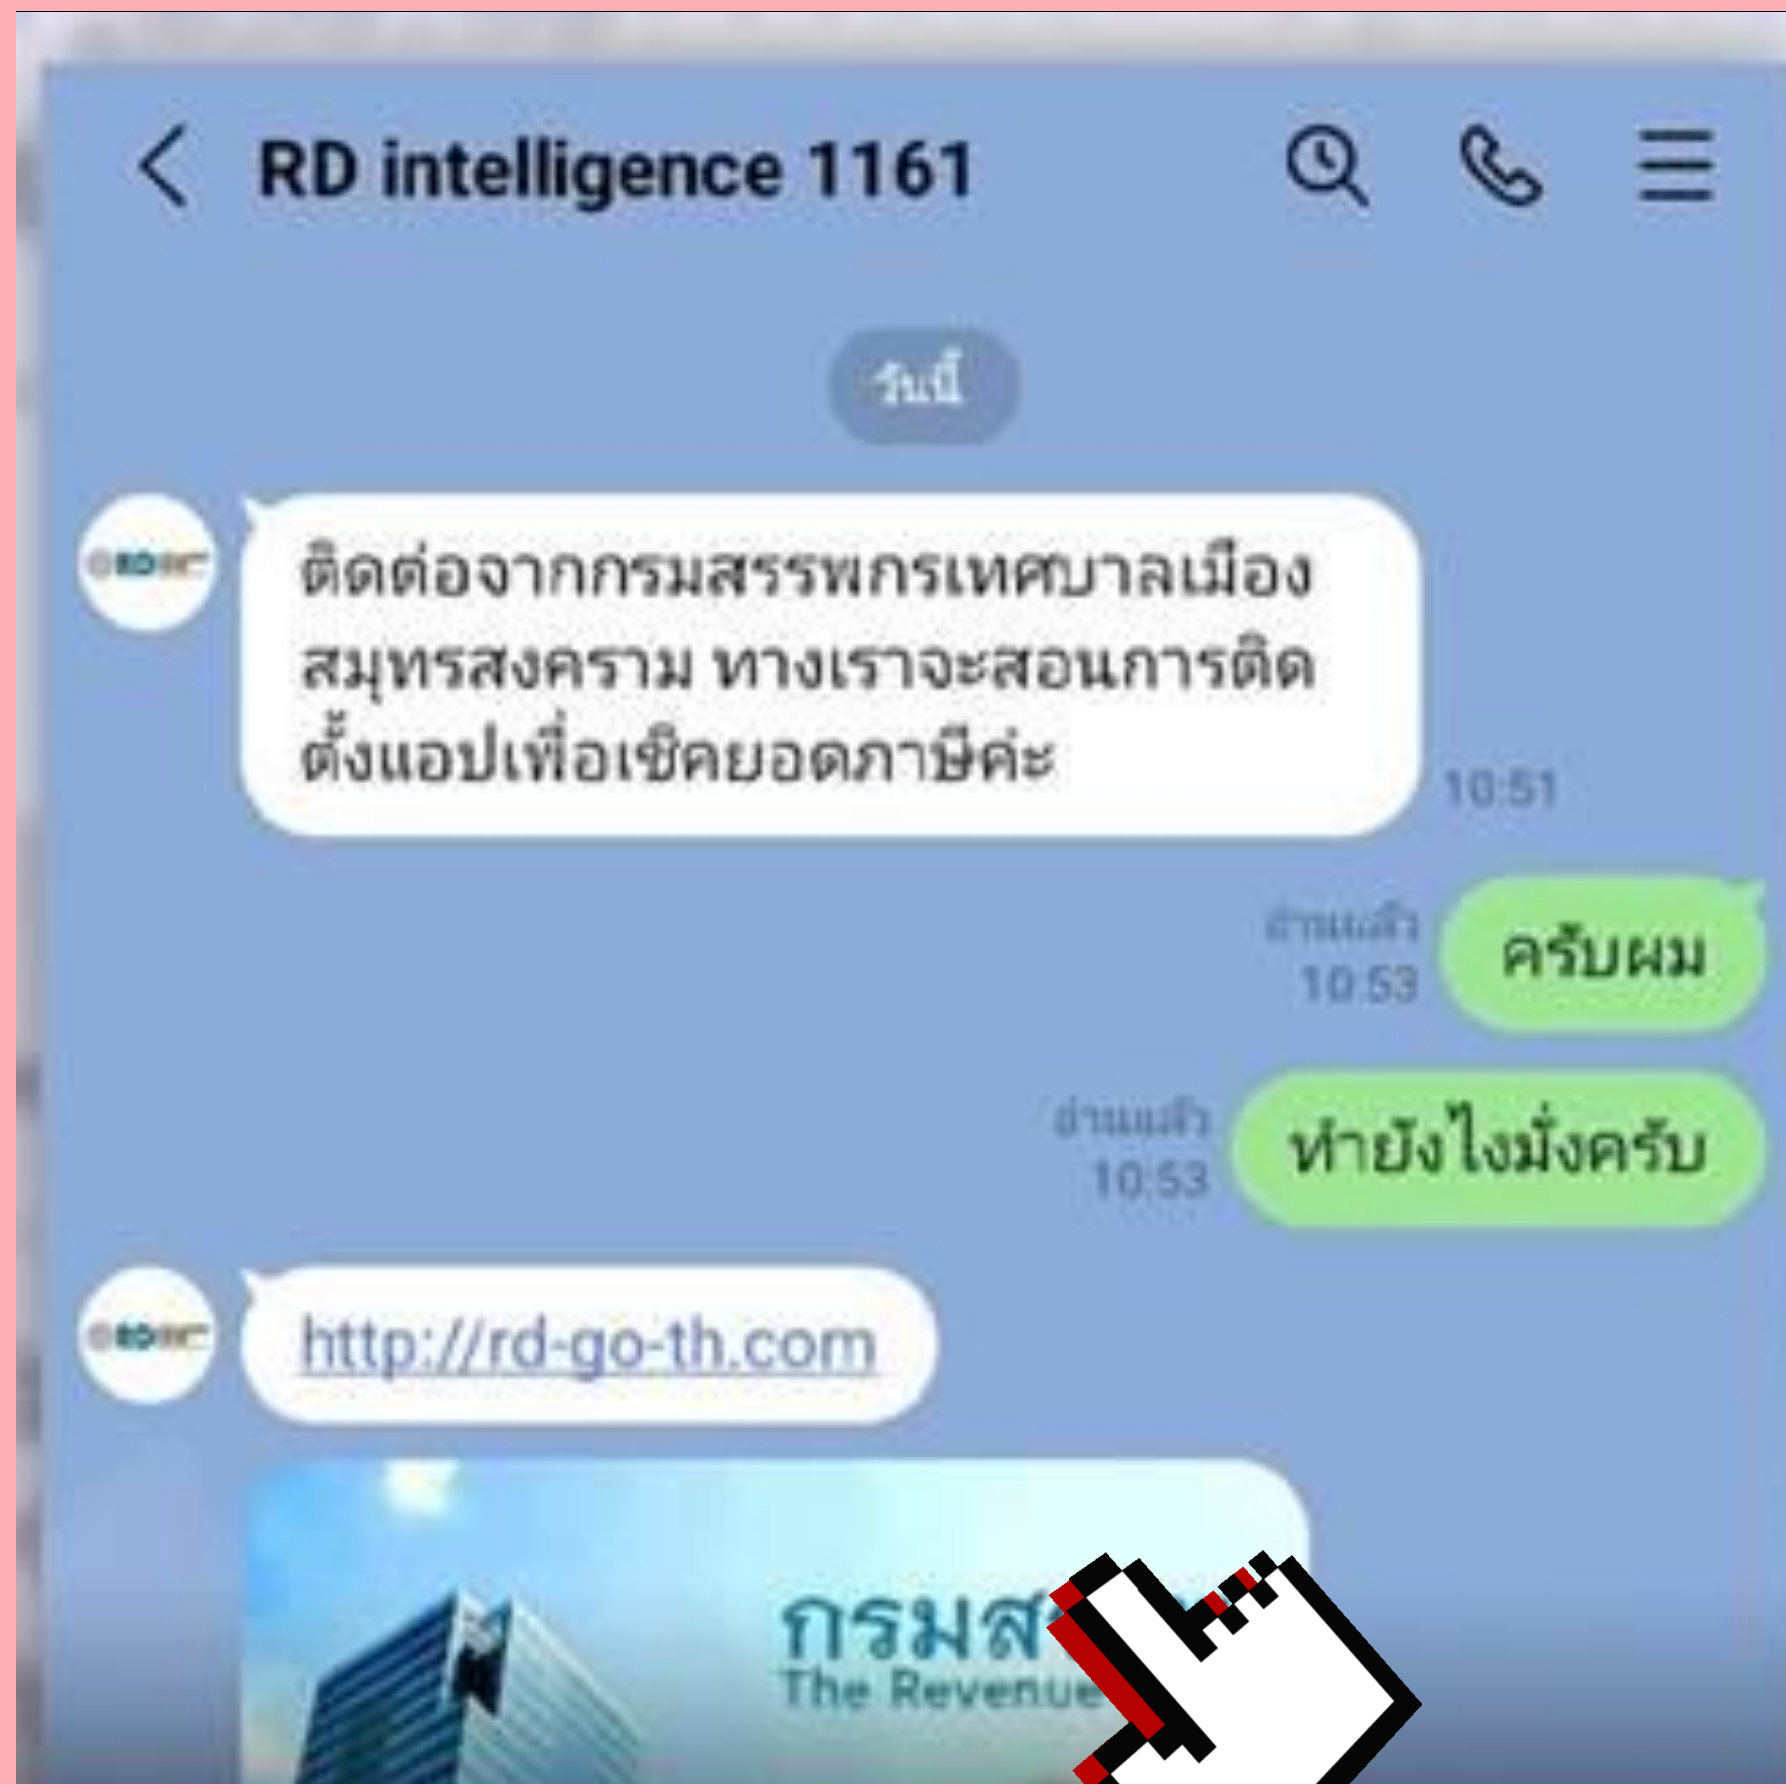 RD intelligence 1161
วันนี้
ติดต่อจากกรมสรรพกรเทศบาลเมือง
สมุทรสงคราม ทางเราจะสอนการติด
ตั้งแอปเพื่อเช็คยอดภาษีค่ะ
10:51
อ่านแล้ว
10:53
ครับผม
อ่านแล้ว
10:53
ทำยังไงมั่งครับ
RD
http://rd-go-th.com
กรมส
The Revenue